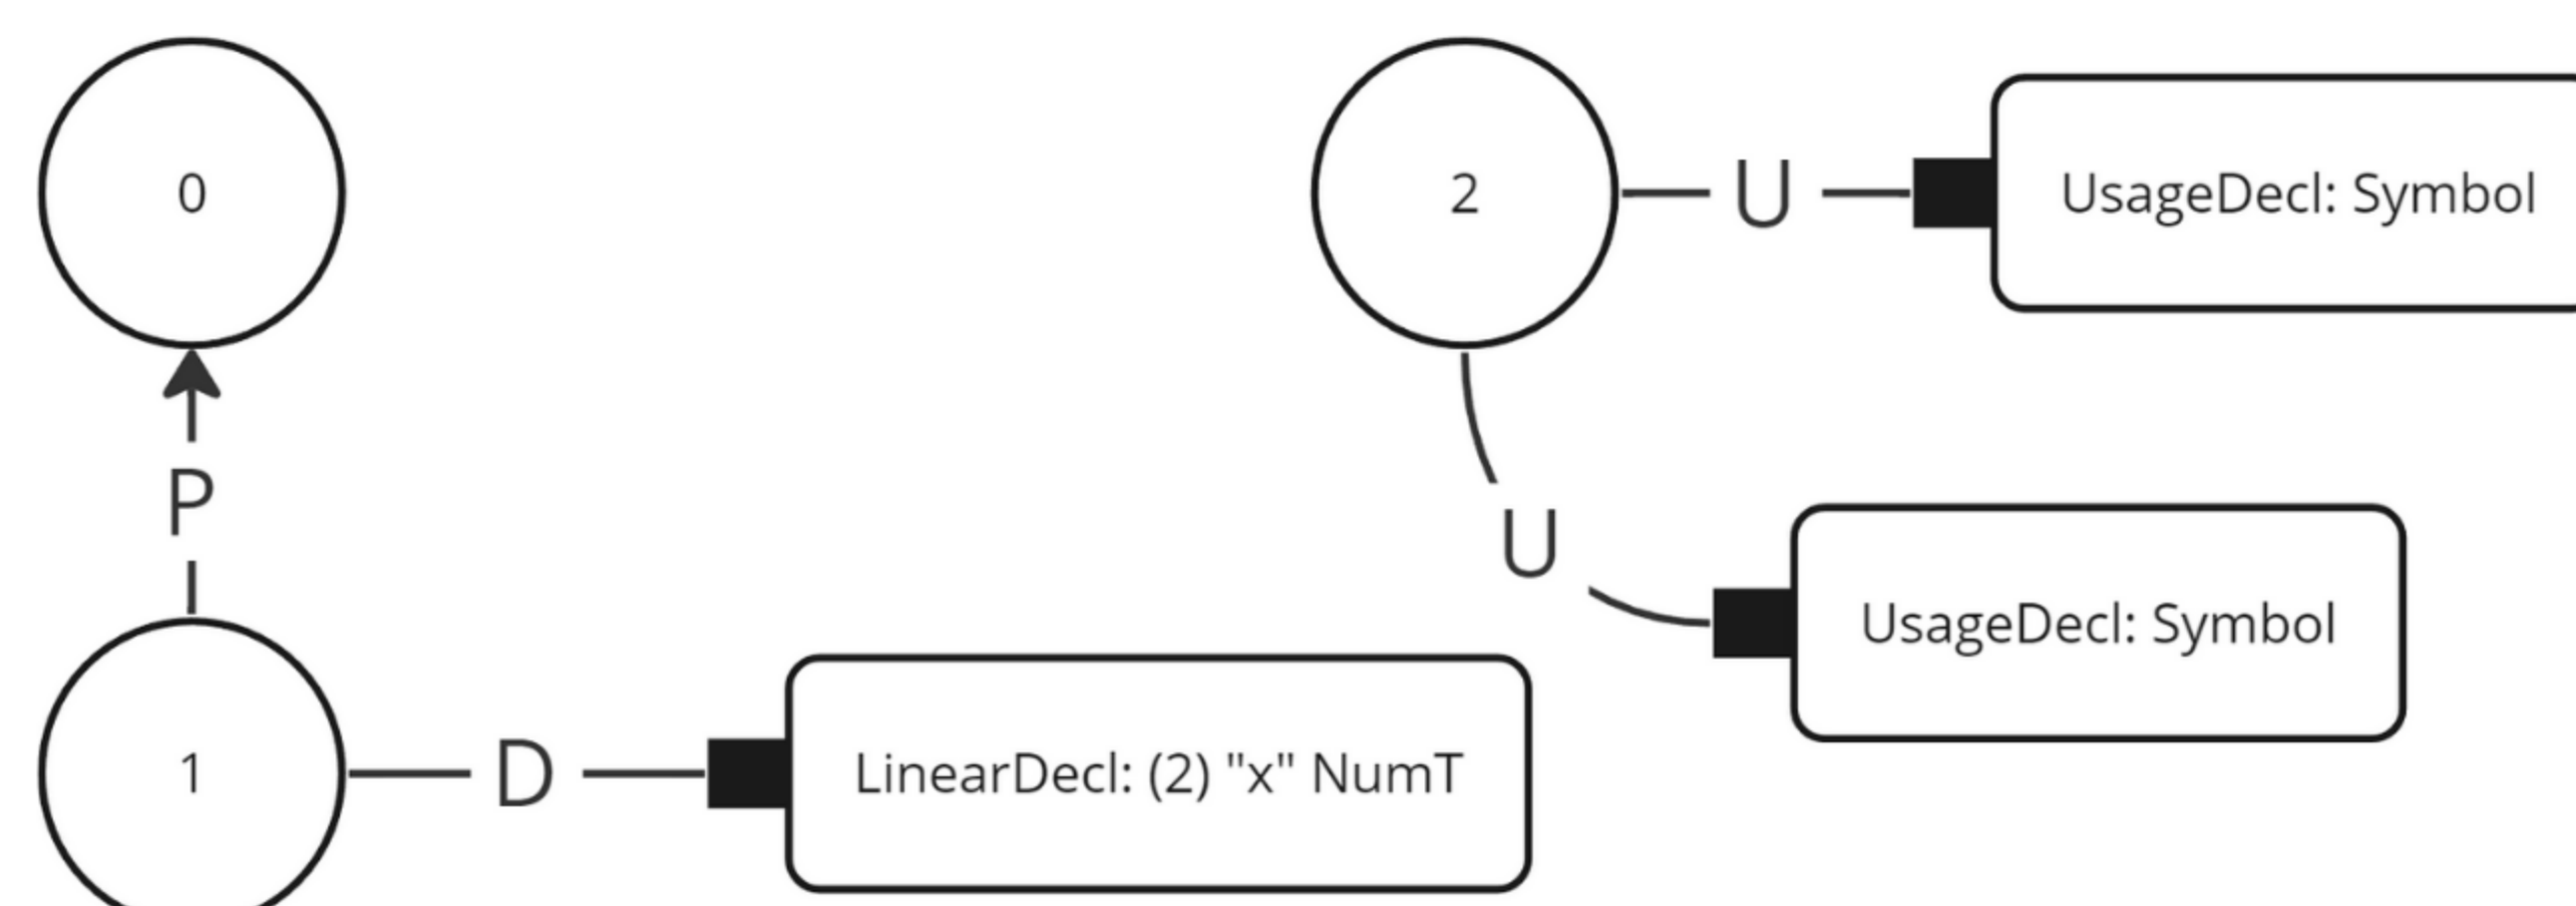 0
2
U
UsageDecl: Symbol
P
U
UsageDecl: Symbol
1
D
LinearDecl: (2) "x" NumT